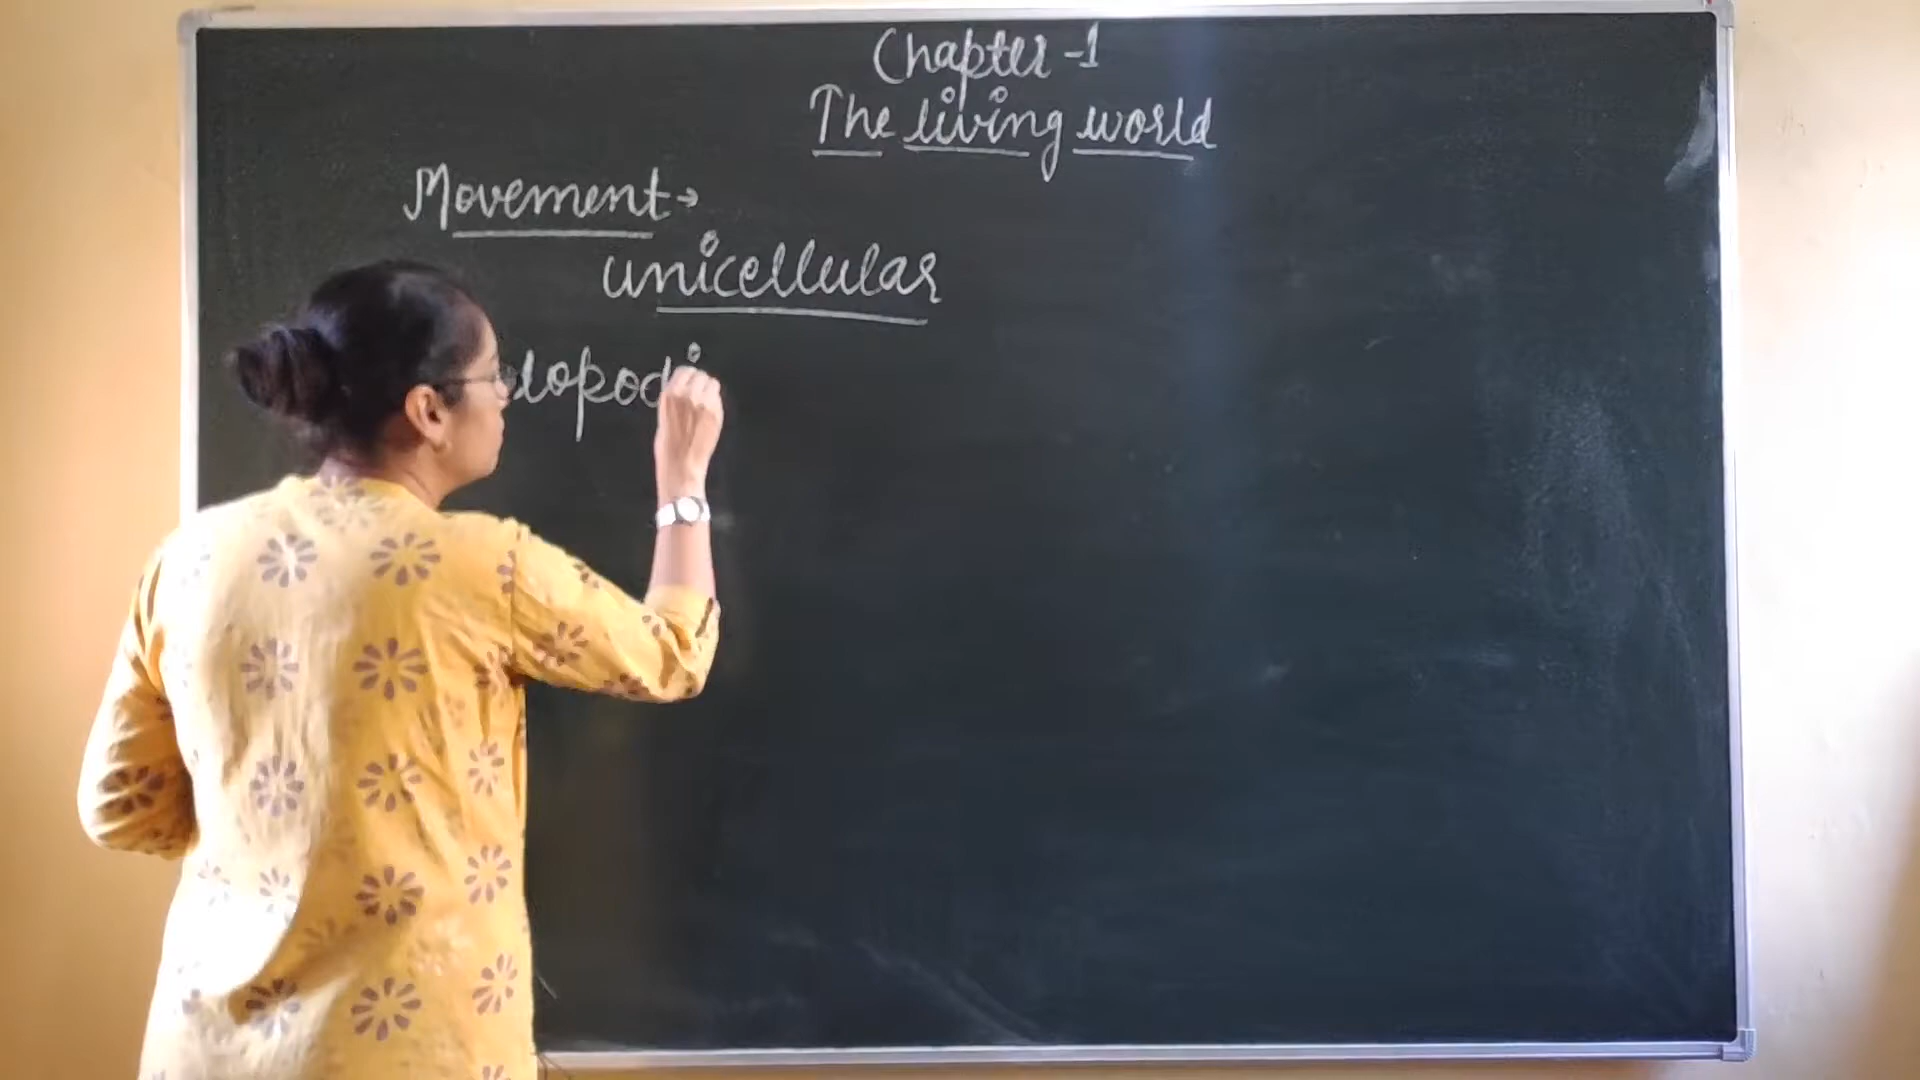 Chapter -1
The living world
Movement →
unicellular